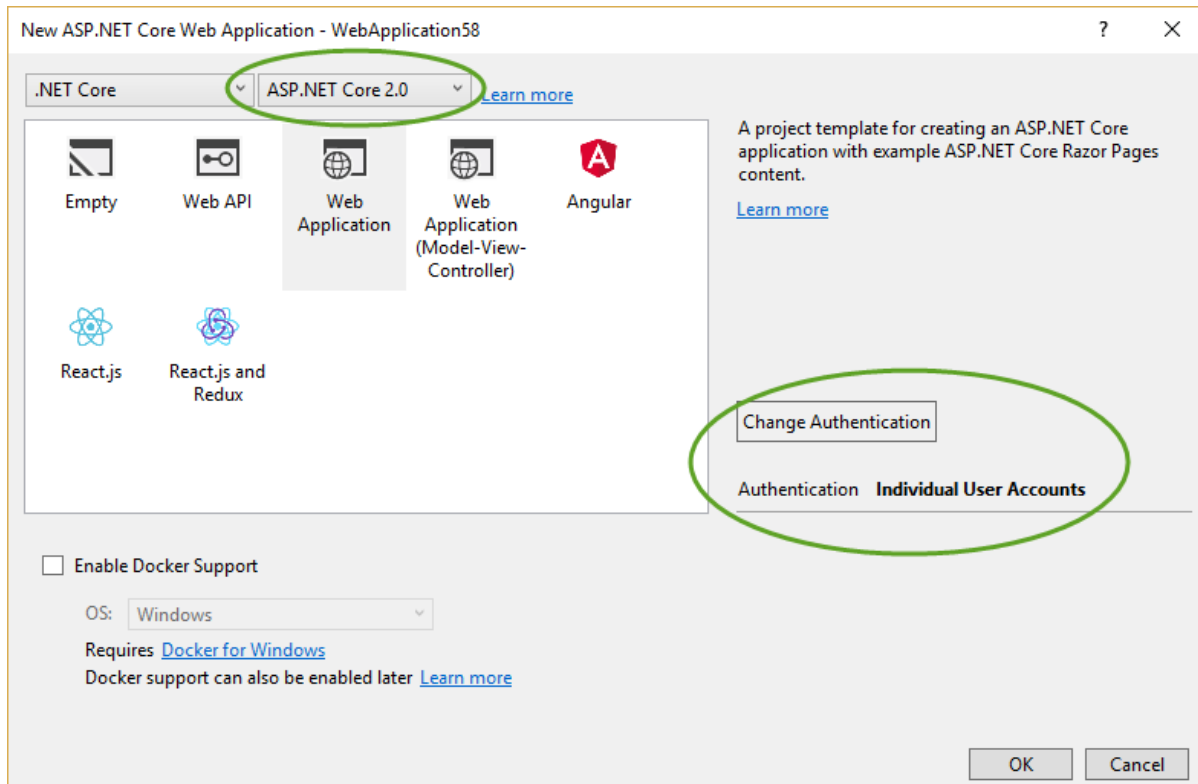 New ASP.NET Core Web Application - WebApplication58
?
.NET Core
ASP.NET Core 2.0
Learn more
Empty
Web API
Web
Application
Web
Application
(Model-View-
Controller)
Angular
React.js
React.js and
Redux
A project template for creating an ASP.NET Core
application with example ASP.NET Core Razor Pages
content.
Learn more
Change Authentication
Authentication Individual User Accounts
Enable Docker Support
OS: Windows
Requires Docker for Windows
Docker support can also be enabled later Learn more
OK
Cancel